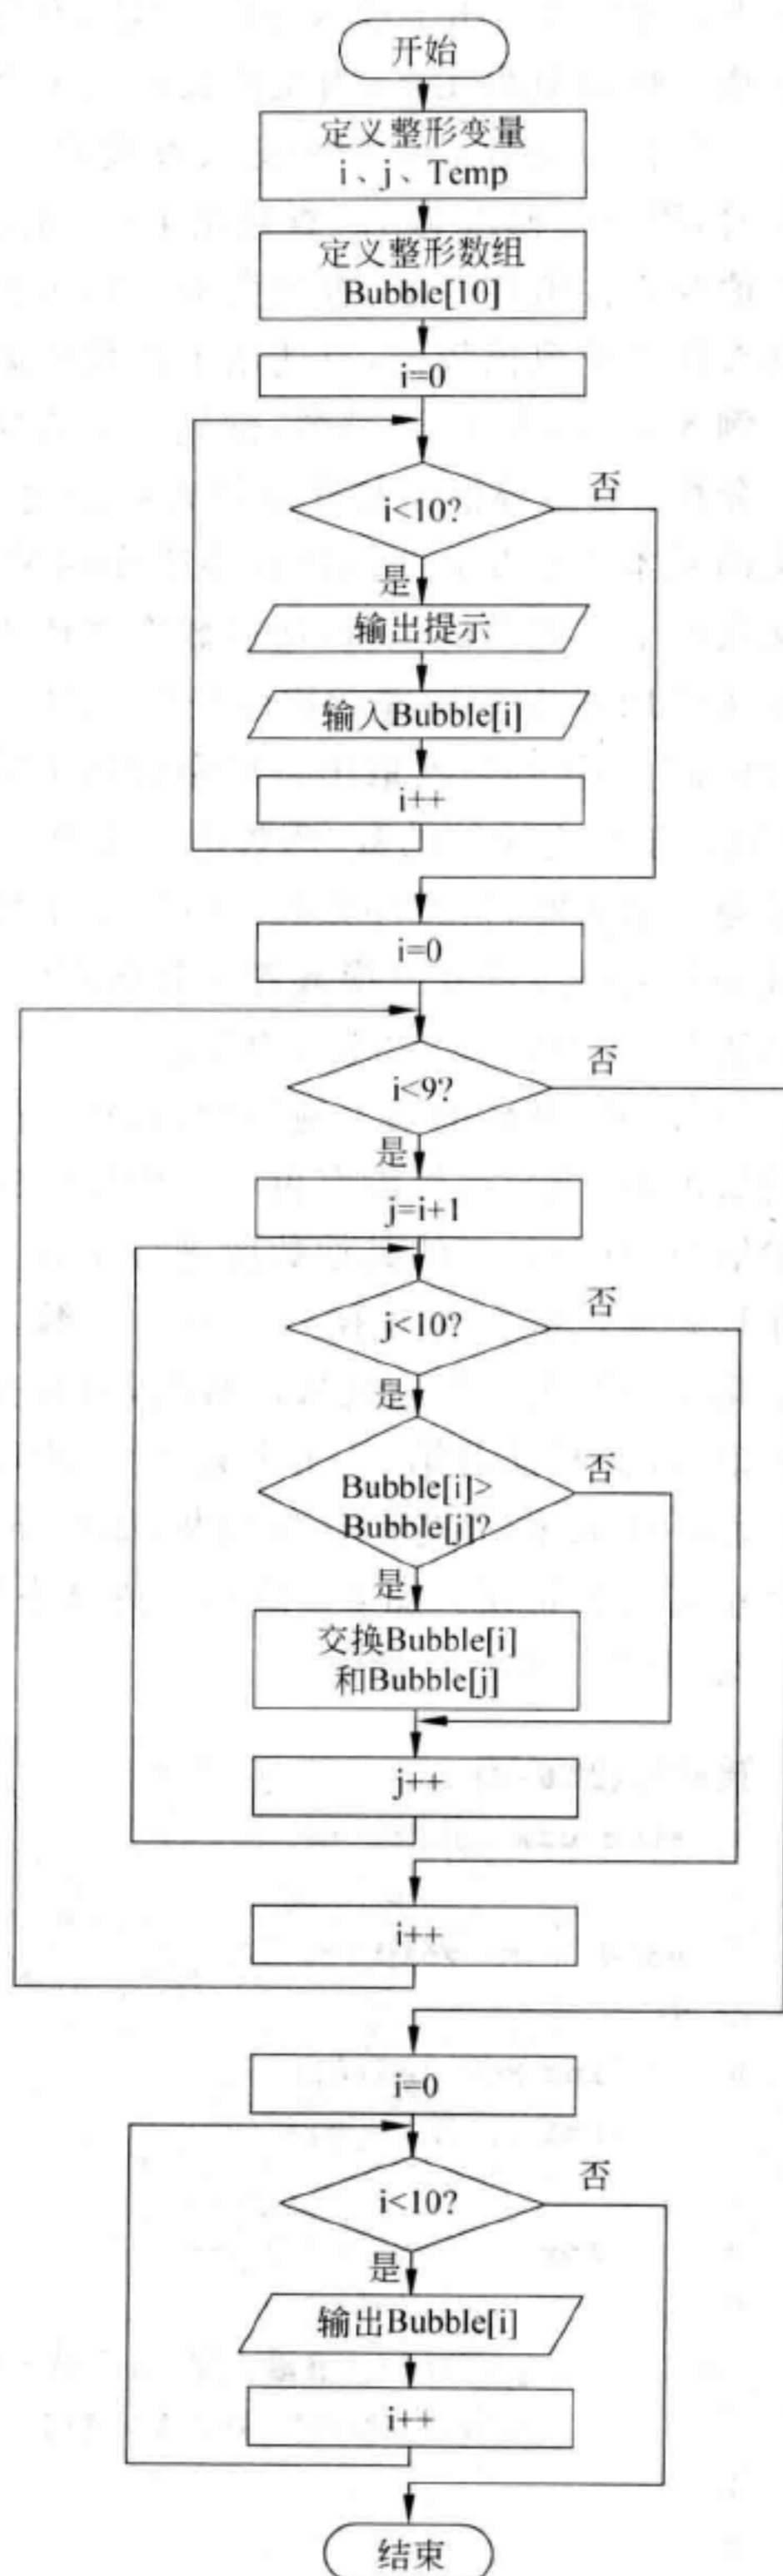 开始
定义整形变量
i、j、Temp
定义整形数组
Bubble[10]
i=0
i<10?
否
是
输出提示
输入Bubble[i]
i++
i=0
i<9?
否
是
j=i+1
j<10?
否
是
Bubble[i]>
Bubble[j]?
否
是
交换Bubble[i]
和Bubble[j]
j++
i++
i=0
i<10?
否
是
输出Bubble[i]
i++
结束